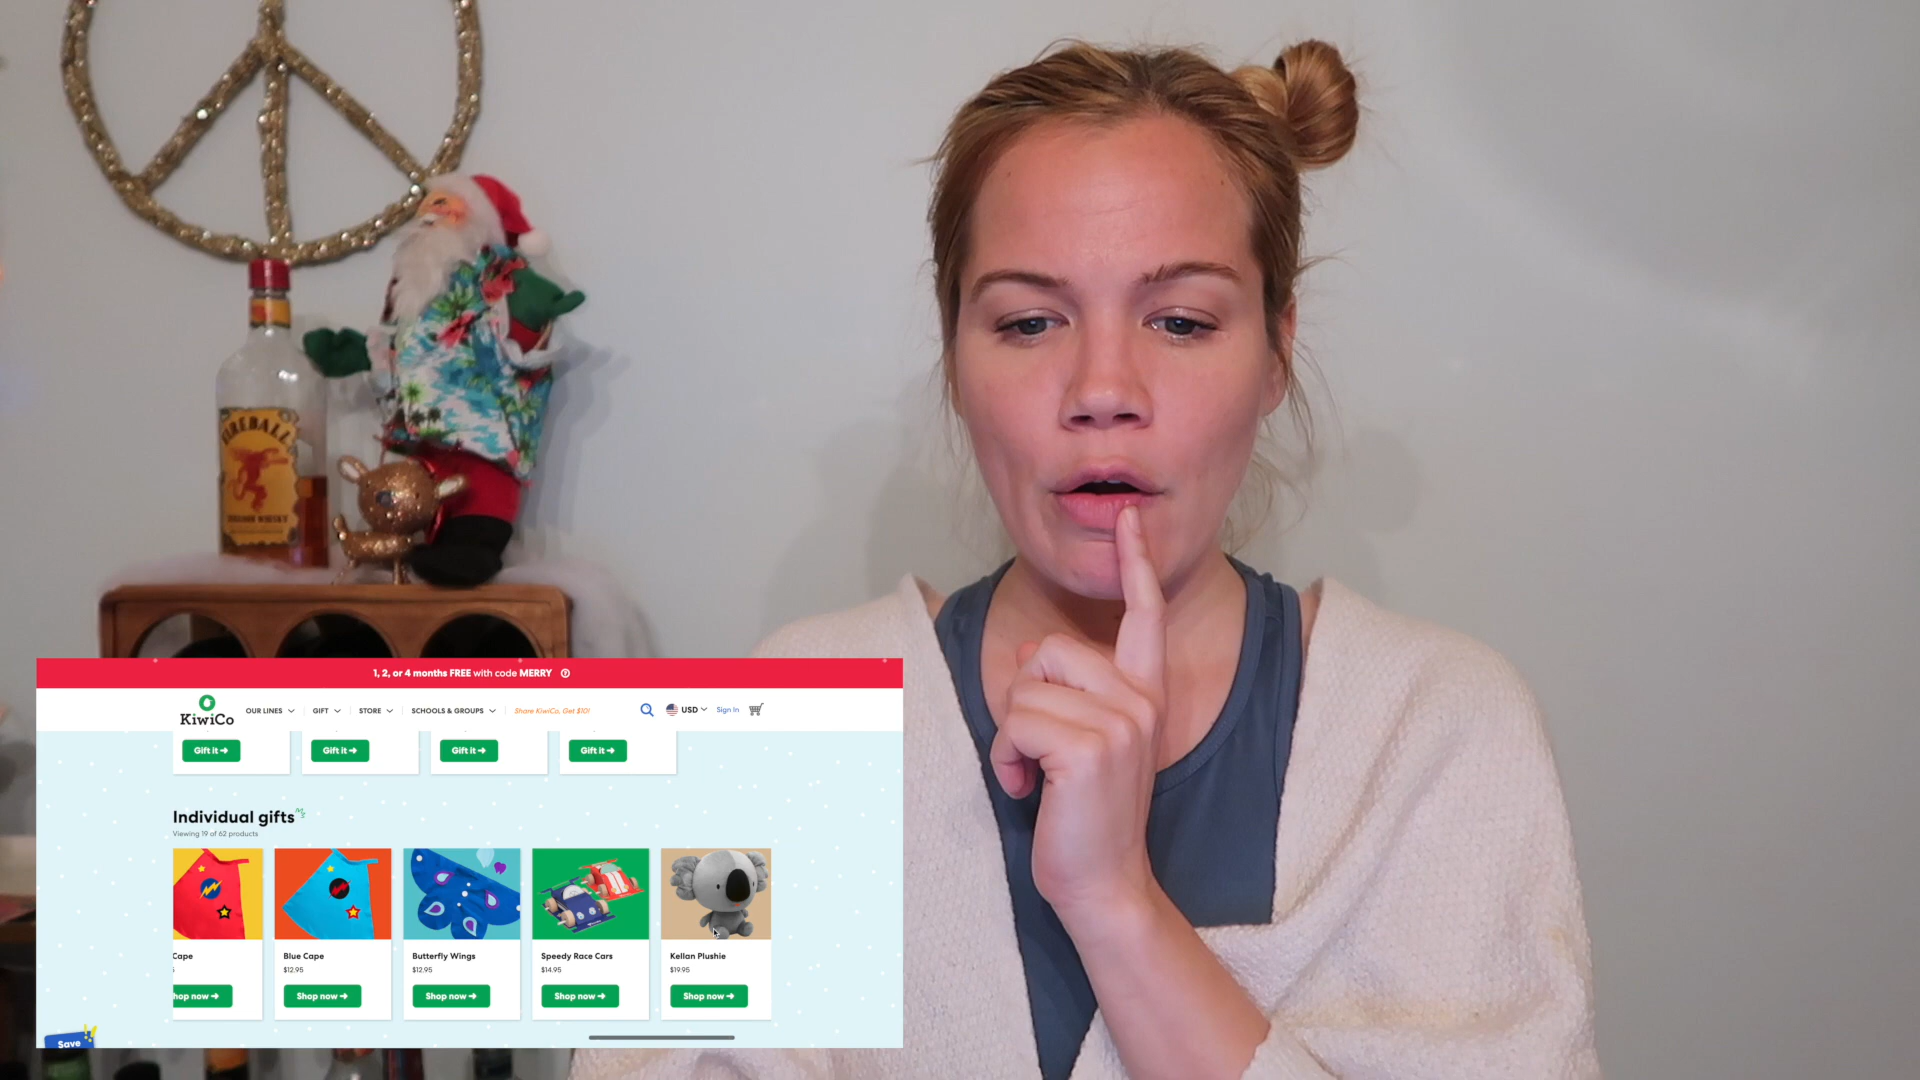 FIREBALL
1, 2, or 4 months FREE with code MERRY
KiwiCo
OUR LINES
GIFT
STORE
SCHOOLS & GROUPS
Share KiwiCo, Get $10!
USD
Sign In
Gift it
Gift it
Gift it
Gift it
Individual gifts
Viewing 19 of 62 products
Cape
Blue Cape
Butterfly Wings
Speedy Race Cars
Kellan Plushie
$12.95
$12.95
$14.95
$19.95
hop now
Shop now
Shop now
Shop now
Shop now
Save